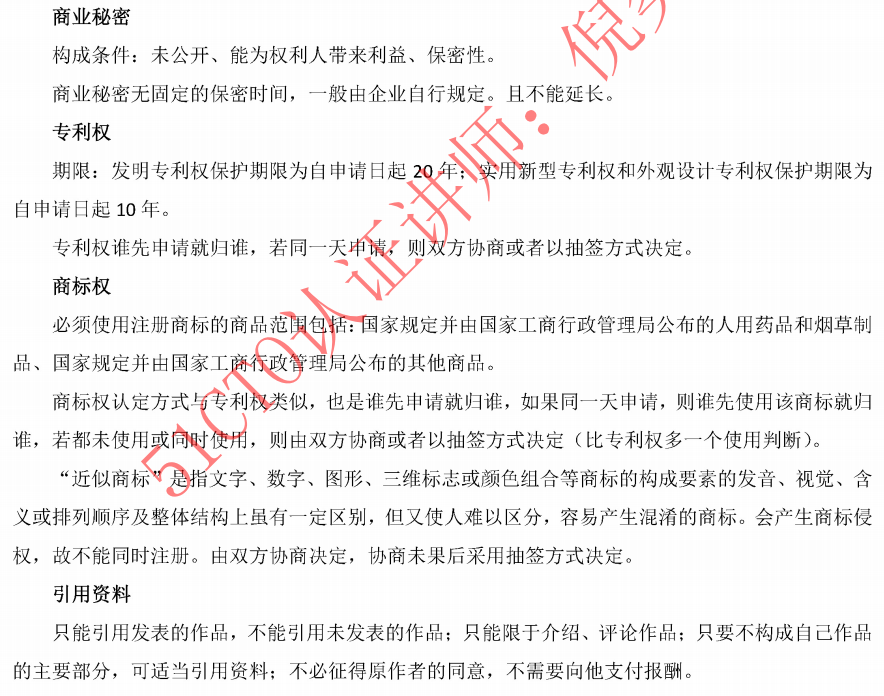 商业秘密
构成条件：未公开、能为权利人带来利益、保密性。
商业秘密无固定的保密时间，一般由企业自行规定。且不能延长。
专利权
期限：发明专利权保护期限为自申请日起 20 年；实用新型专利权和外观设计专利权保护期限为
自申请日起 10 年。
专利权谁先申请就归谁，若同一天申请，则双方协商或者以抽签方式决定。
商标权
必须使用注册商标的商品范围包括：国家规定并由国家工商行政管理局公布的人用药品和烟草制
品、国家规定并由国家工商行政管理局公布的其他商品。
商标权认定方式与专利权类似，也是谁先申请就归谁，如果同一天申请，则谁先使用该商标就归
谁，若都未使用或同时使用，则由双方协商或者以抽签方式决定（比专利权多一个使用判断）。
“近似商标”是指文字、数字、图形、三维标志或颜色组合等商标的构成要素的发音、视觉、含
义或排列顺序及整体结构上虽有一定区别，但又使人难以区分，容易产生混淆的商标。会产生商标侵
权，故不能同时注册。由双方协商决定，协商未果后采用抽签方式决定。
引用资料
只能引用发表的作品，不能引用未发表的作品；只能限于介绍、评论作品；只要不构成自己作品
的主要部分，可适当引用资料；不必征得原作者的同意，不需要向他支付报酬。
51CTO认证讲师：倪